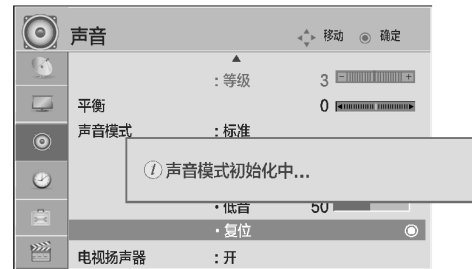 声音 移动 确定
: 等级 3 - +
平衡 0
声音模式 : 标准
i 声音模式初始化中...
• 低音 50
• 复位
电视扬声器 : 开